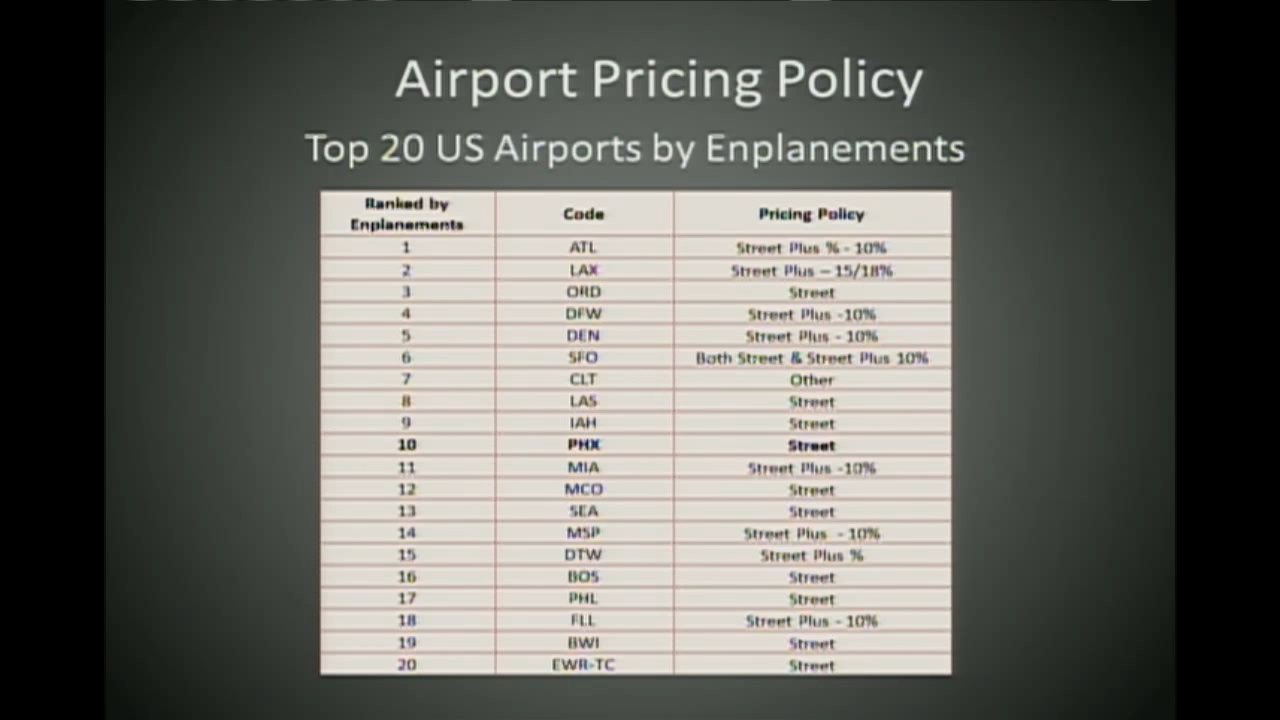 Airport Pricing Policy
Top 20 US Airports by Enplanements
Ranked by Enplanements Code Pricing Policy
1 ATL Street Plus % - 10%
2 LAX Street Plus – 15/18%
3 ORD Street
4 DFW Street Plus -10%
5 DEN Street Plus - 10%
6 SFO Both Street & Street Plus 10%
7 CLT Other
8 LAS Street
9 IAH Street
10 PHX Street
11 MIA Street Plus -10%
12 MCO Street
13 SEA Street
14 MSP Street Plus - 10%
15 DTW Street Plus %
16 BOS Street
17 PHL Street
18 FLL Street Plus - 10%
19 BWI Street
20 EWR-TC Street